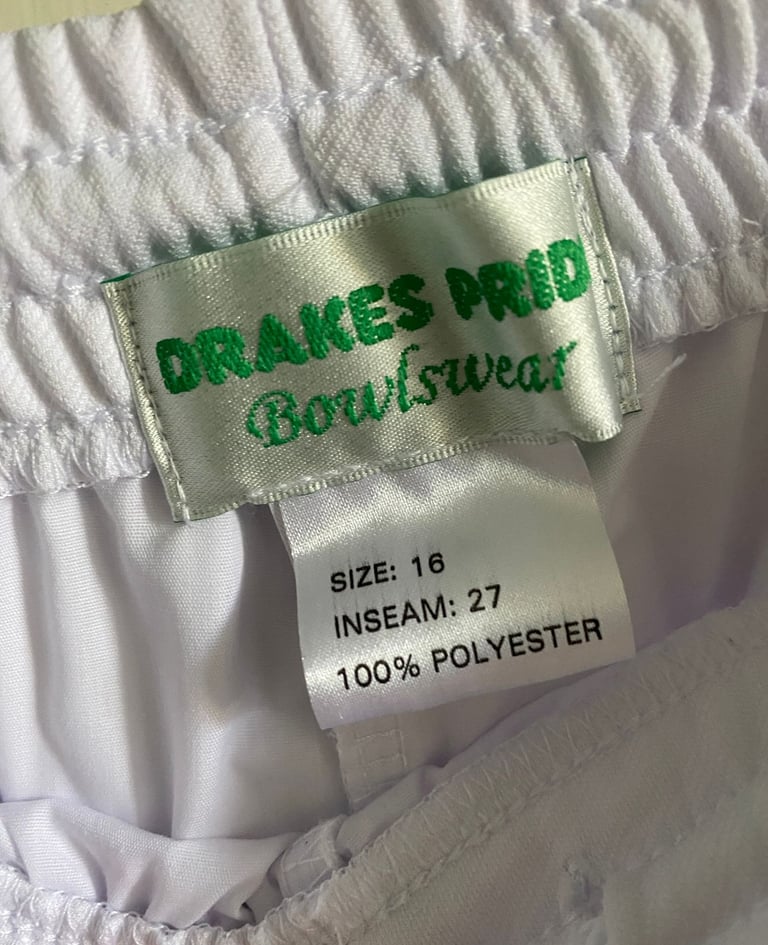 DRAKES PRID
Bowlswear
SIZE: 16
INSEAM: 27
100% POLYESTER